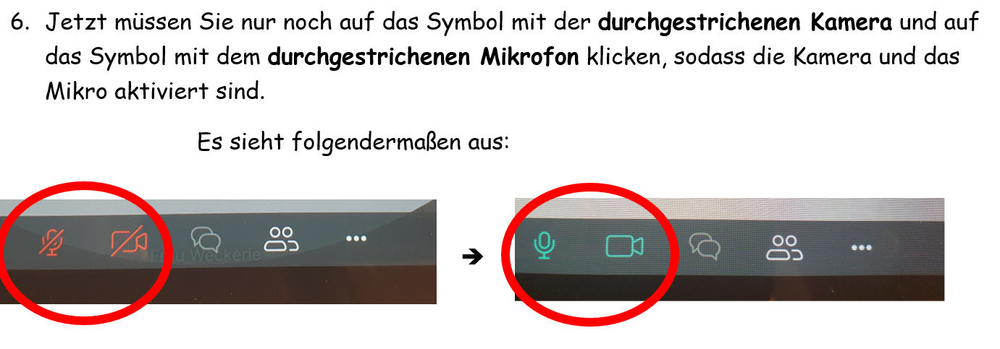 6. Jetzt müssen Sie nur noch auf das Symbol mit der durchgestrichenen Kamera und auf
das Symbol mit dem durchgestrichenen Mikrofon klicken, sodass die Kamera und das
Mikro aktiviert sind.
Es sieht folgendermaßen aus:
Frau Weckerle